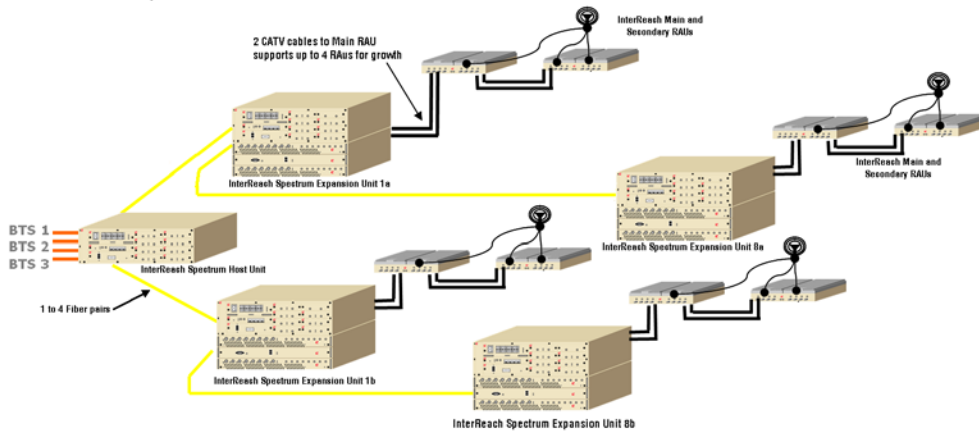 InterReach Main and
Secondary RAUs
2 CATV cables to Main RAU
supports up to 4 RAus for growth
InterReach Main and
Secondary RAUs
InterReach Spectrum Expansion Unit 1a
InterReach Spectrum Expansion Unit 8a
BTS 1
BTS 2
BTS 3
InterReach Spectrum Host Unit
1 to 4 Fiber pairs
InterReach Spectrum Expansion Unit 1b
InterReach Spectrum Expansion Unit 8b